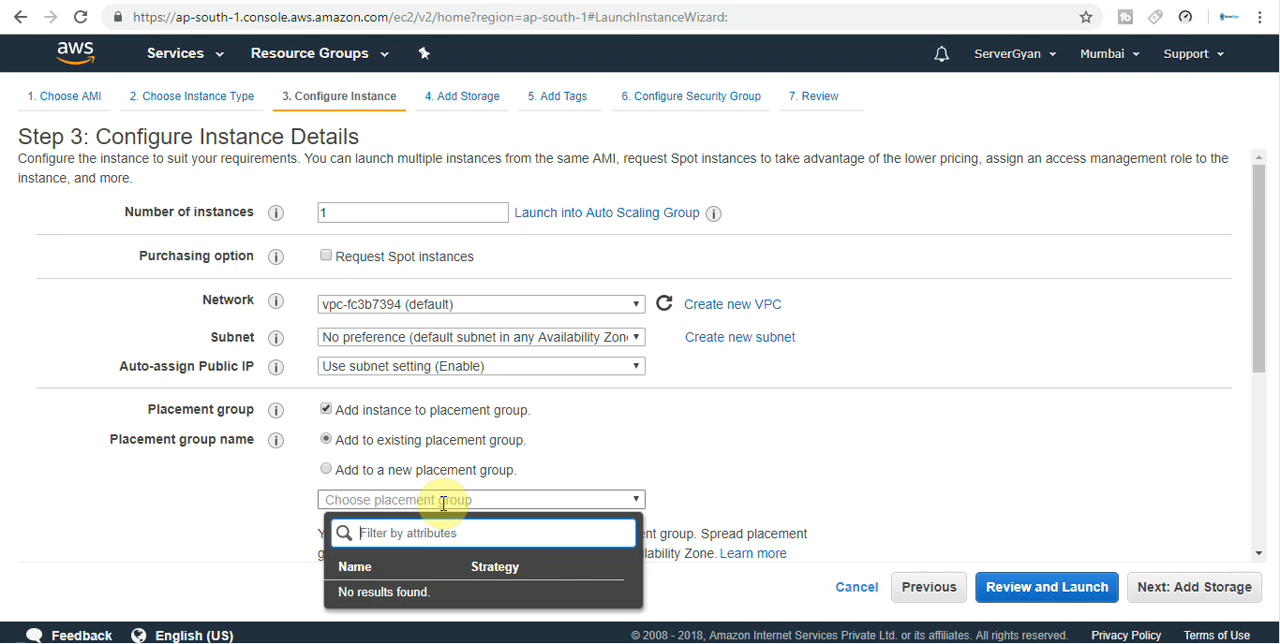 https://ap-south-1.console.aws.amazon.com/ec2/v2/home?region=ap-south-1#LaunchInstanceWizard:
aws Services Resource Groups ServerGyan Mumbai Support
1. Choose AMI 2. Choose Instance Type 3. Configure Instance 4. Add Storage 5. Add Tags 6. Configure Security Group 7. Review
Step 3: Configure Instance Details
Configure the instance to suit your requirements. You can launch multiple instances from the same AMI, request Spot instances to take advantage of the lower pricing, assign an access management role to the
instance, and more.
Number of instances 1 Launch into Auto Scaling Group
Purchasing option Request Spot instances
Network vpc-fc3b7394 (default) Create new VPC
Subnet No preference (default subnet in any Availability Zon Create new subnet
Auto-assign Public IP Use subnet setting (Enable)
Placement group Add instance to placement group.
Placement group name Add to existing placement group.
Add to a new placement group.
Choose placement group
Filter by attributes ent group. Spread placement
lability Zone. Learn more
Name Strategy
No results found.
Cancel Previous Review and Launch Next: Add Storage
Feedback English (US) © 2008 - 2018, Amazon Internet Services Private Ltd. or its affiliates. All rights reserved. Privacy Policy Terms of Use